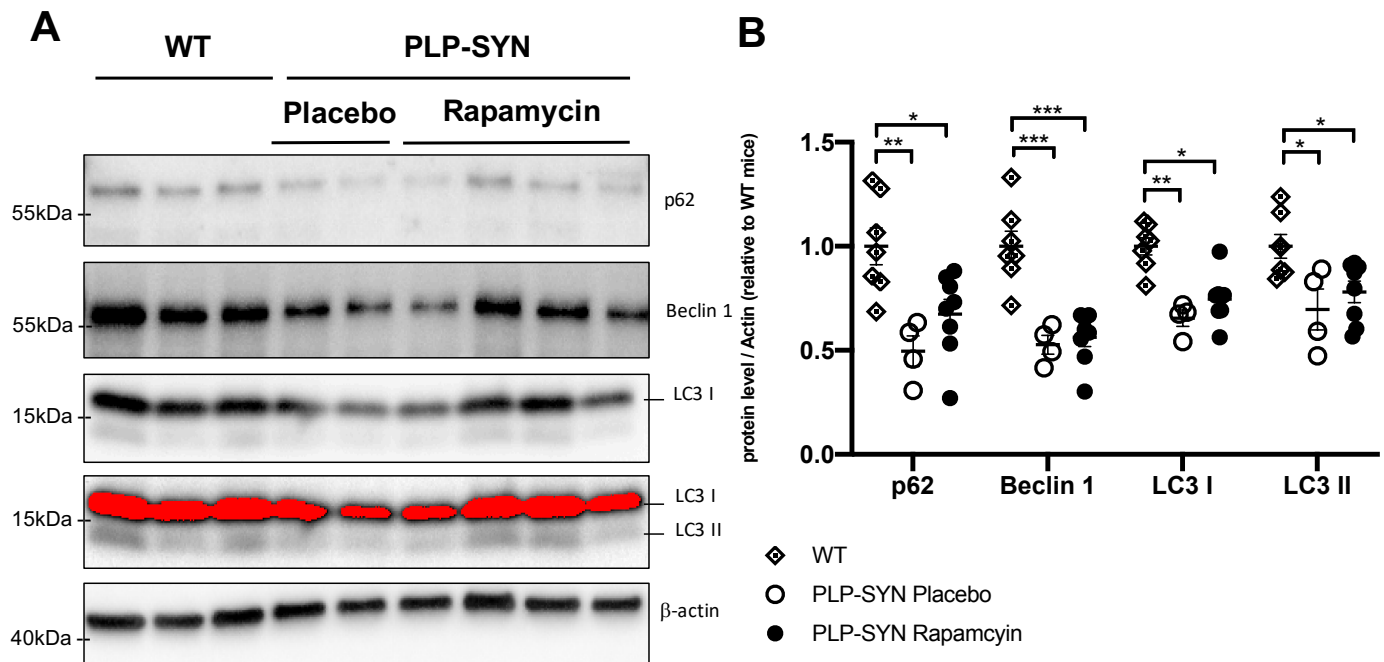 A
WT
PLP-SYN
Placebo
Rapamycin
p62
55kDa
Beclin 1
55kDa
LC3 I
15kDa
LC3 I
15kDa
LC3 II
β-actin
40kDa
B
protein level / Actin (relative to WT mice)
1.5
1.0
0.5
0.0
**
*
***
***
**
*
*
*
p62
Beclin 1
LC3 I
LC3 II
WT
PLP-SYN Placebo
PLP-SYN Rapamcyin